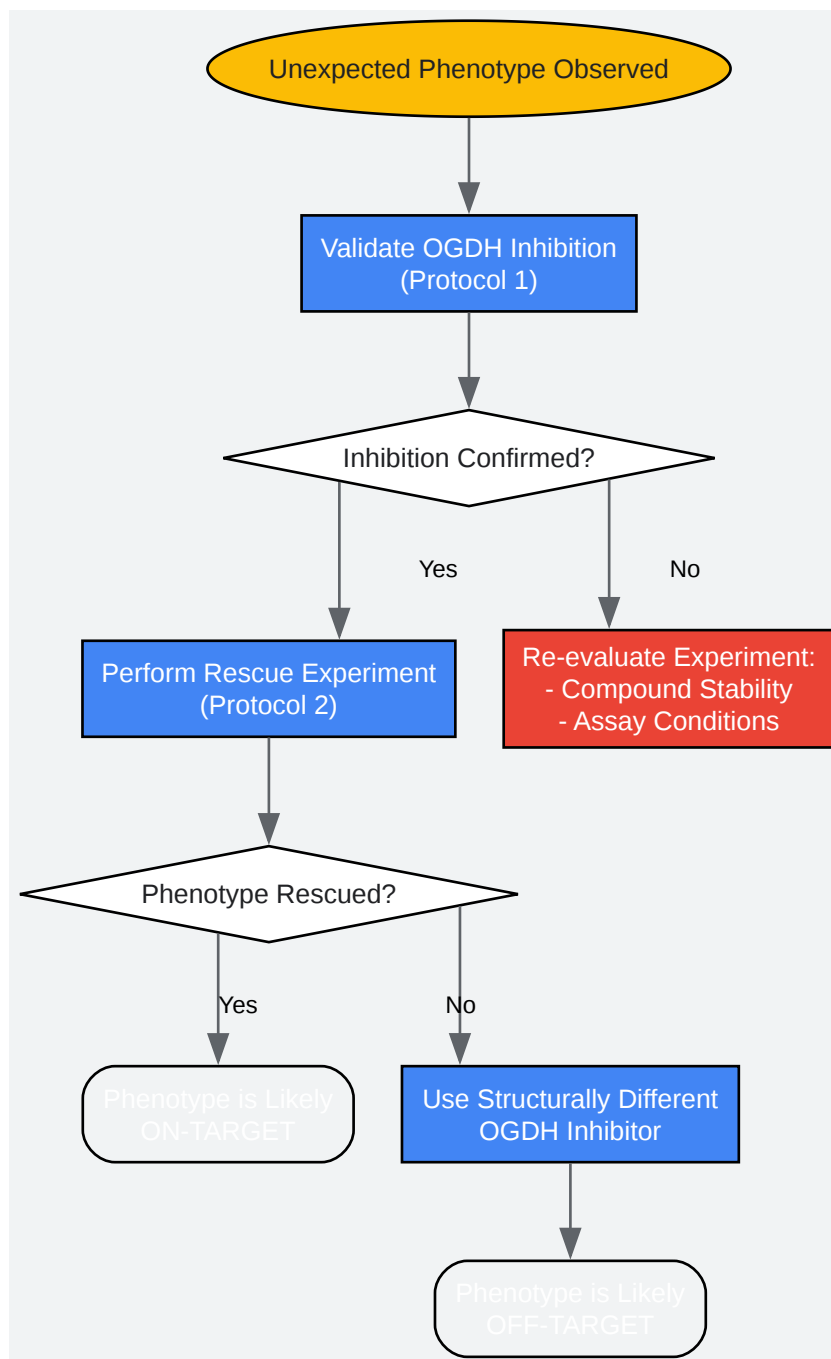 Unexpected Phenotype Observed
Validate OGDH Inhibition
(Protocol 1)
Inhibition Confirmed?
Yes
No
Perform Rescue Experiment
(Protocol 2)
Re-evaluate Experiment:
- Compound Stability
- Assay Conditions
Phenotype Rescued?
Yes
No
Phenotype is Likely
ON-TARGET
Use Structurally Different
OGDH Inhibitor
Phenotype is Likely
OFF-TARGET